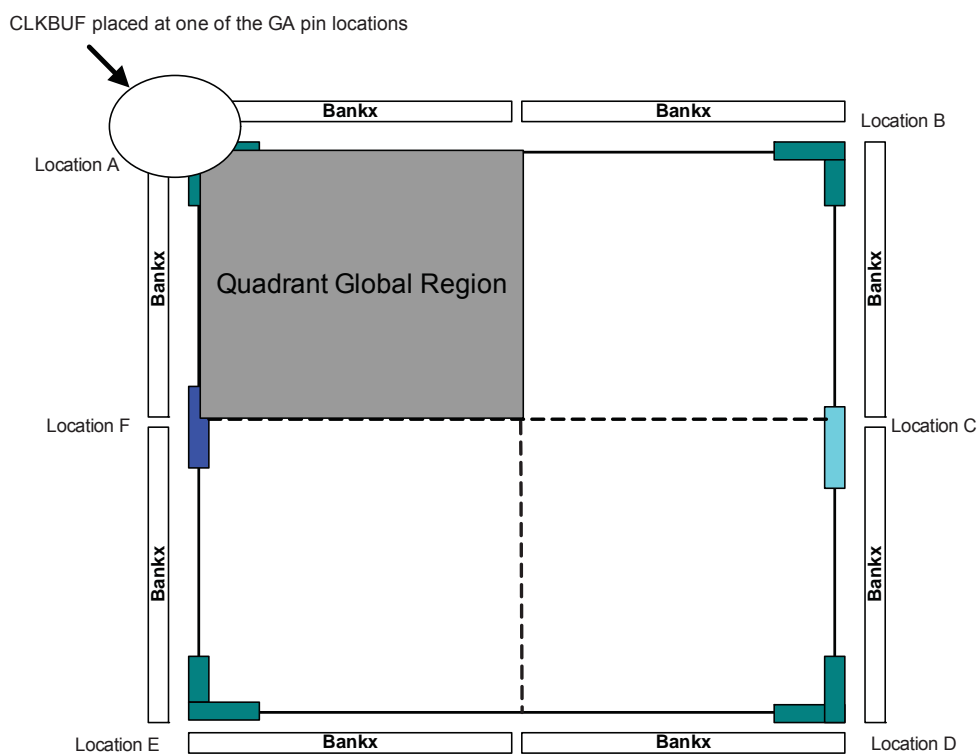 CLKBUF placed at one of the GA pin locations
Bankx
Bankx
Location B
Location A
Bankx
Quadrant Global Region
Bankx
Location F
Location C
Bankx
Bankx
Location E
Bankx
Bankx
Location D